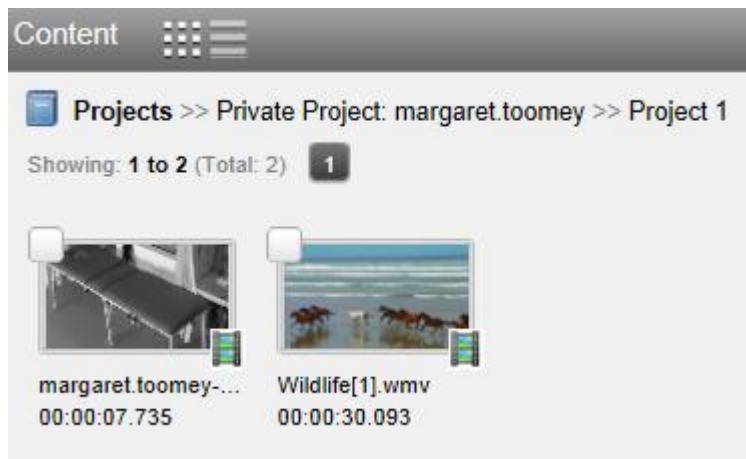 Content
Projects >> Private Project: margaret.toomey >> Project 1
Showing: 1 to 2 (Total: 2) 1
margaret.toomey-... Wildlife[1].wmv
00:00:07.735 00:00:30.093